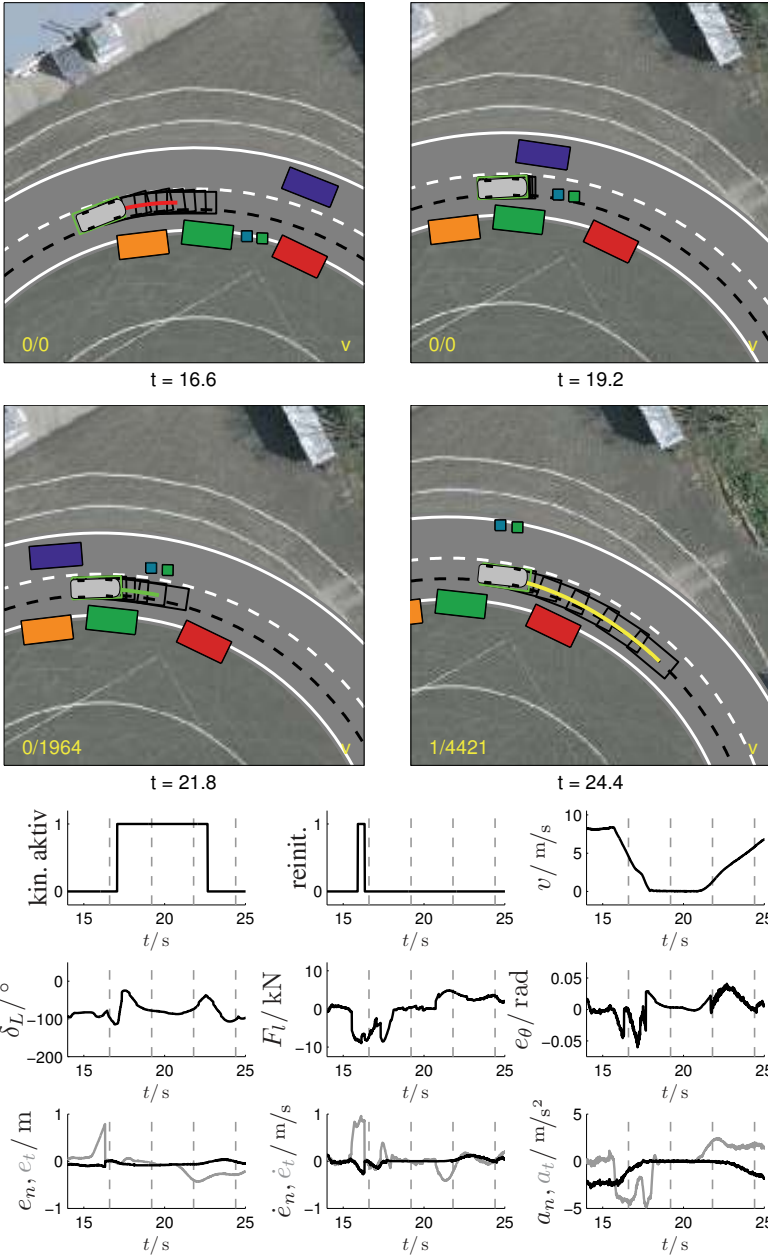 0/0 v
0/0 v
t = 16.6
t = 19.2
0/1964 v
1/4421 v
t = 21.8
t = 24.4
kin. aktiv
1
0
15 20 25
t/s
reinit.
1
0
15 20 25
t/s
v/ m/s
10
5
0
15 20 25
t/s
δ_L/°
0
−100
−200
15 20 25
t/s
F_l/ kN
10
0
−10
15 20 25
t/s
e_θ/ rad
0.05
0
−0.05
15 20 25
t/s
e_n, e_t/ m
1
0
−1
15 20 25
t/s
ė_n, ė_t/ m/s
1
0
−1
15 20 25
t/s
a_n, a_t/ m/s²
5
0
−5
15 20 25
t/s